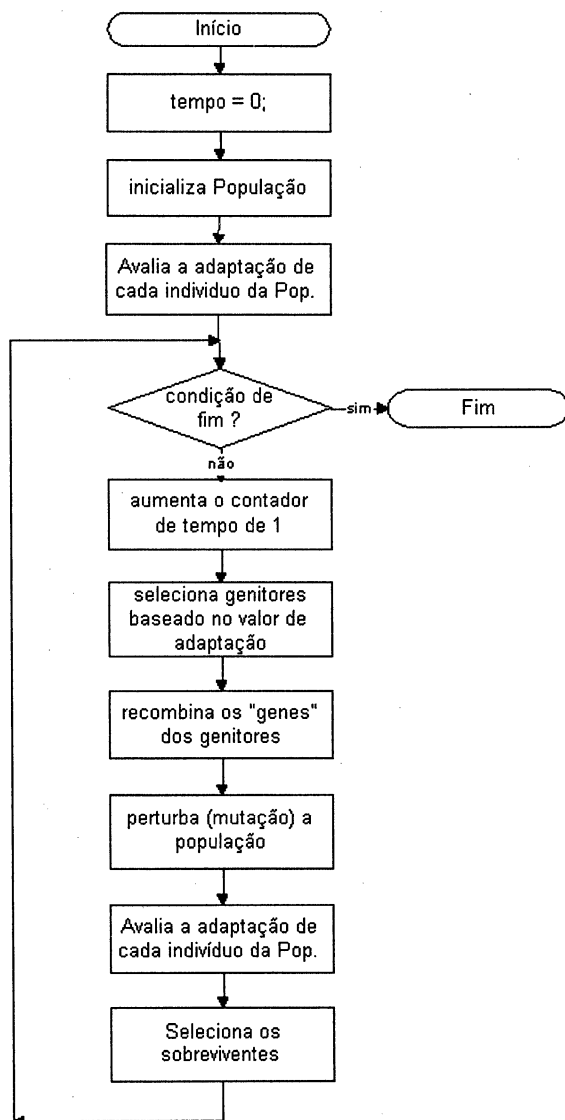 Início
tempo = 0;
inicializa População
Avalia a adaptação de
cada individuo da Pop.
condição de
fim ?
sim
Fim
não
aumenta o contador
de tempo de 1
seleciona genitores
baseado no valor de
adaptação
recombina os "genes"
dos genitores
perturba (mutação) a
população
Avalia a adaptação de
cada indivíduo da Pop.
Seleciona os
sobreviventes